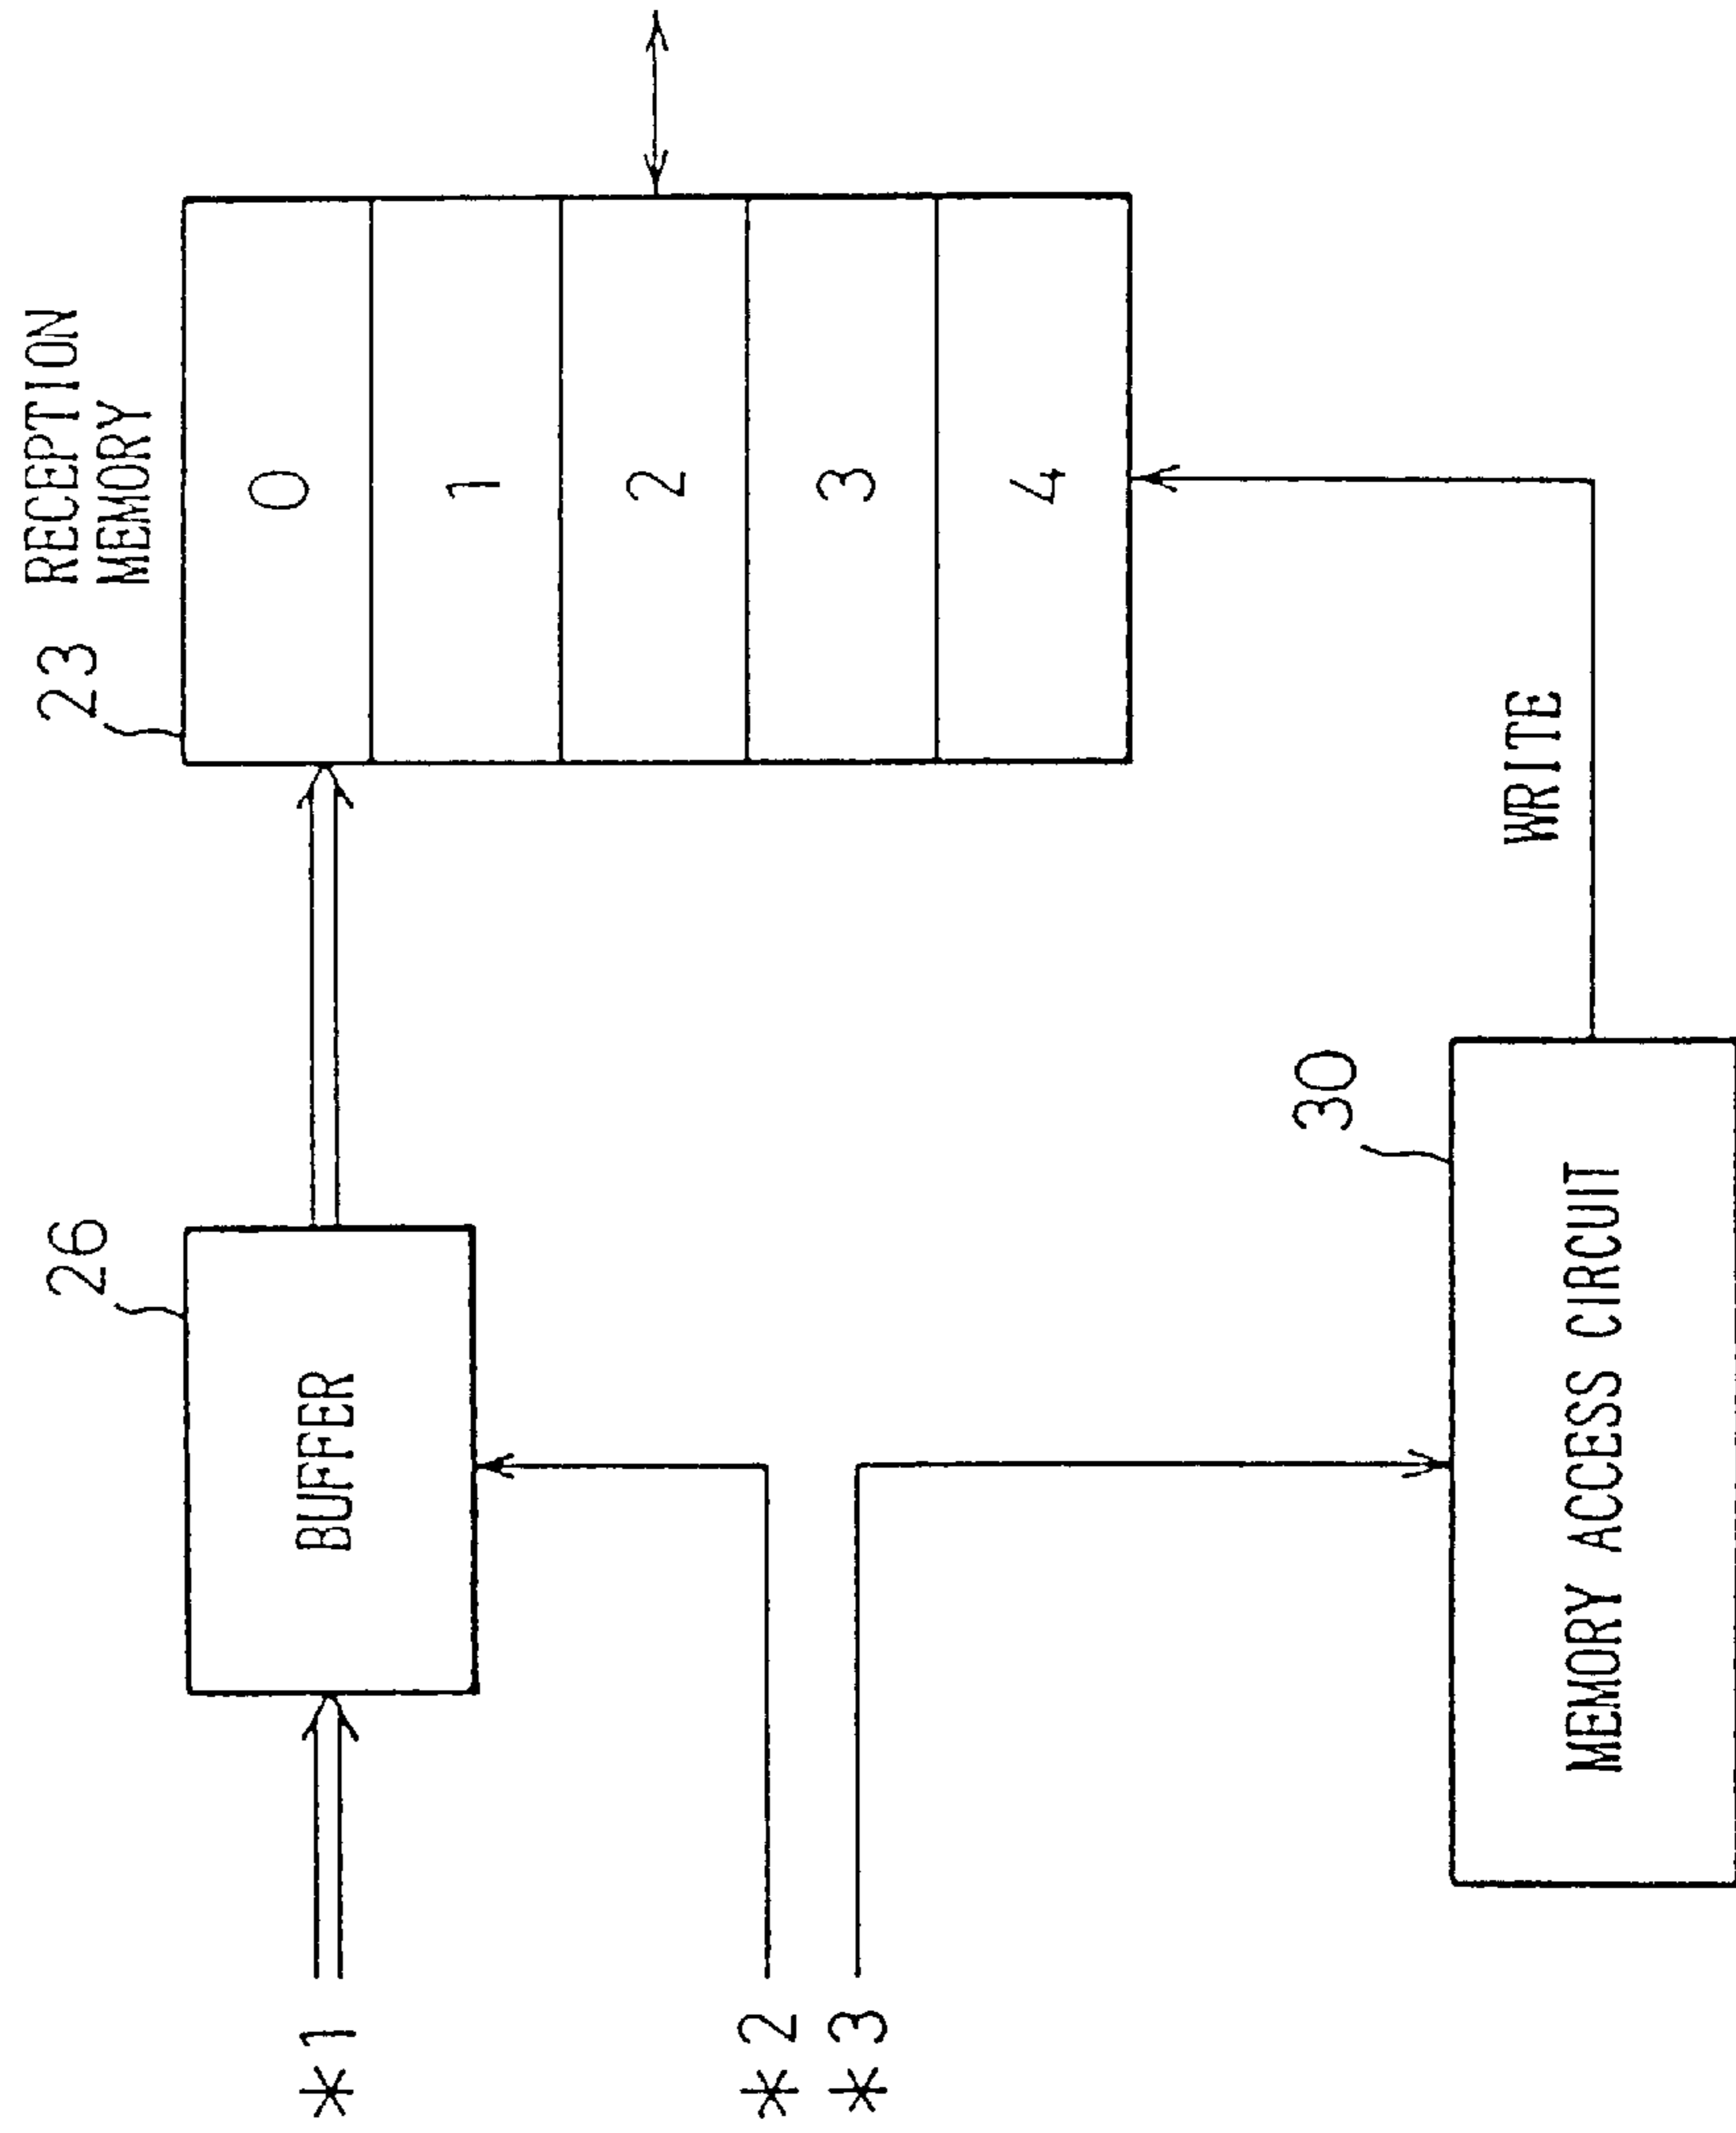 23 RECEPTION
MEMORY
26
BUFFER
0
1
2
3
4
*1
*2
*3
WRITE
30
MEMORY ACCESS CIRCUIT